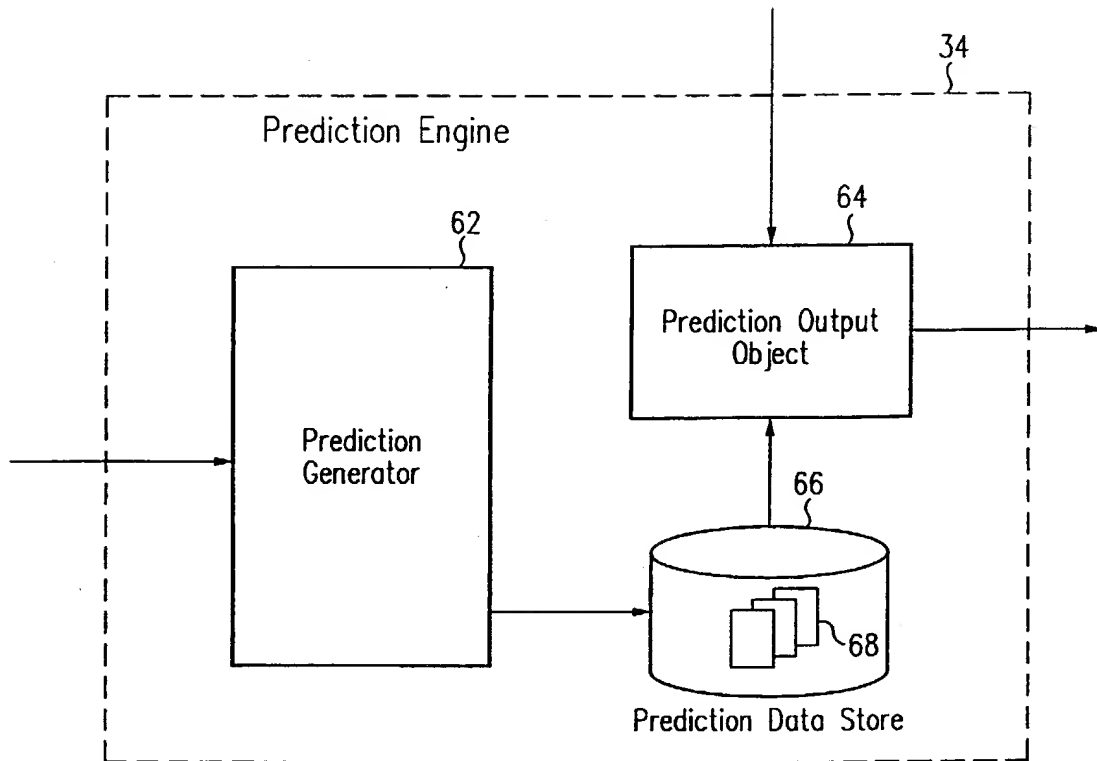 34
Prediction Engine
62
64
Prediction Output
Object
Prediction
Generator
66
68
Prediction Data Store